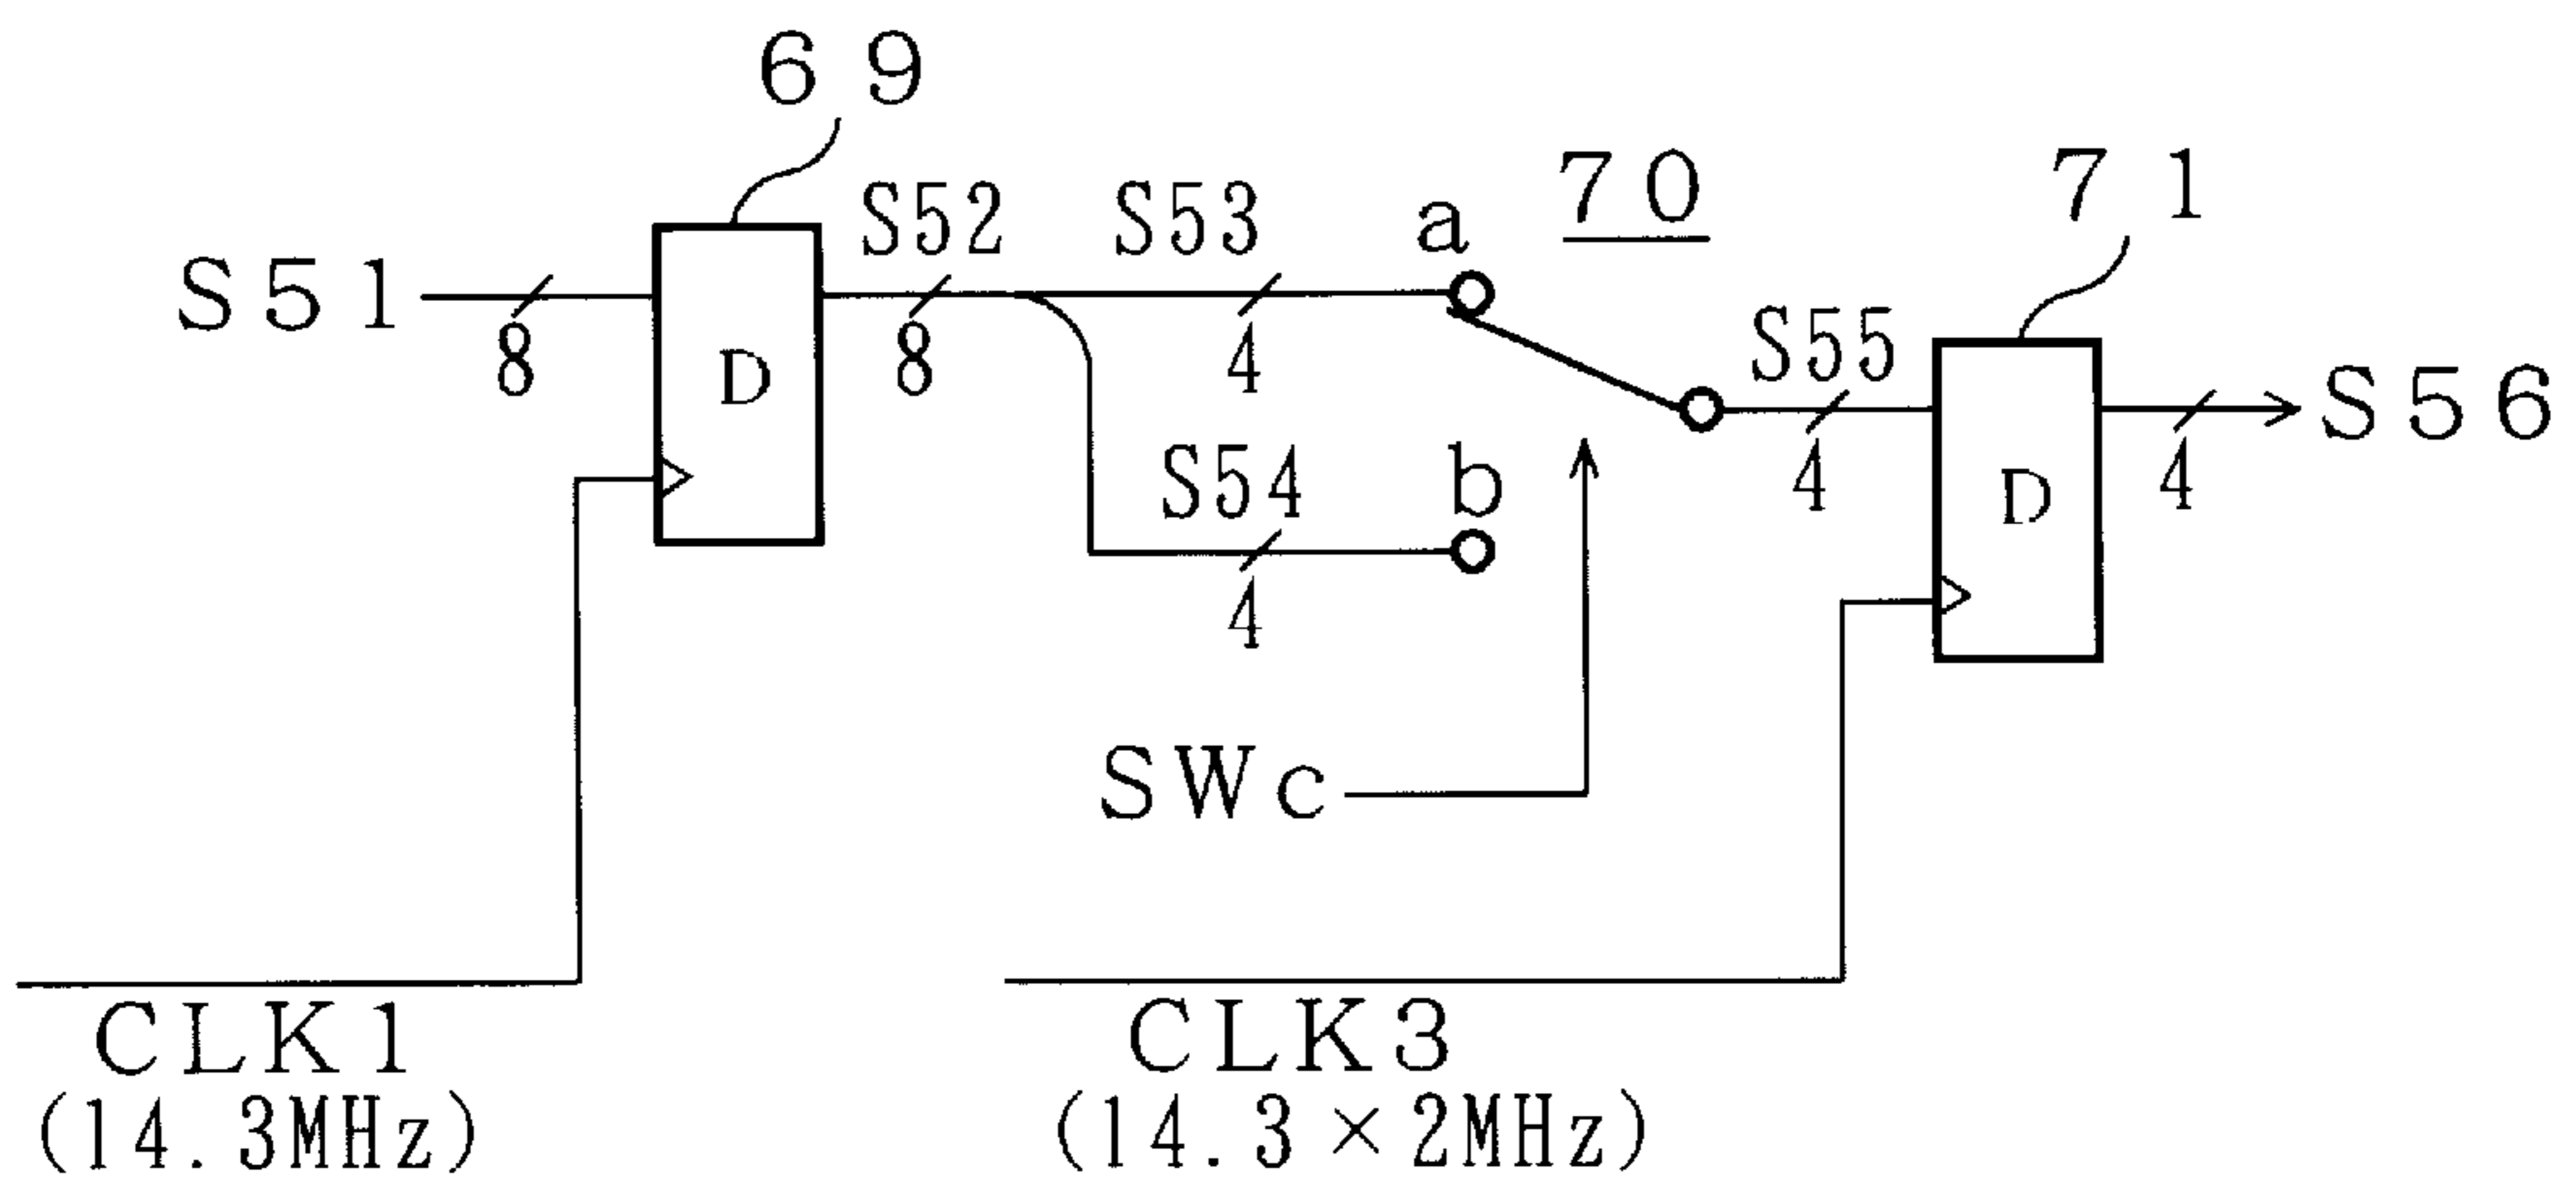 69
S51
8
D
S52
8
S53
4
a
70
S54
4
b
S55
4
71
D
S56
4
SWc
CLK1
(14.3MHz)
CLK3
(14.3×2MHz)